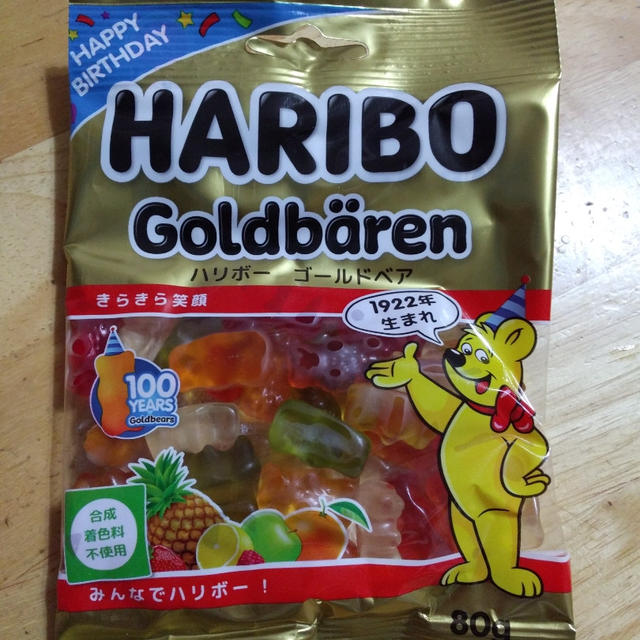 HAPPY
BIRTHDAY
HARIBO
Goldbären
ハリボー ゴールドベア
きらきら笑顔
1922年
生まれ
100
YEARS
Goldbears
合成
着色料
不使用
みんなでハリボー!
80g